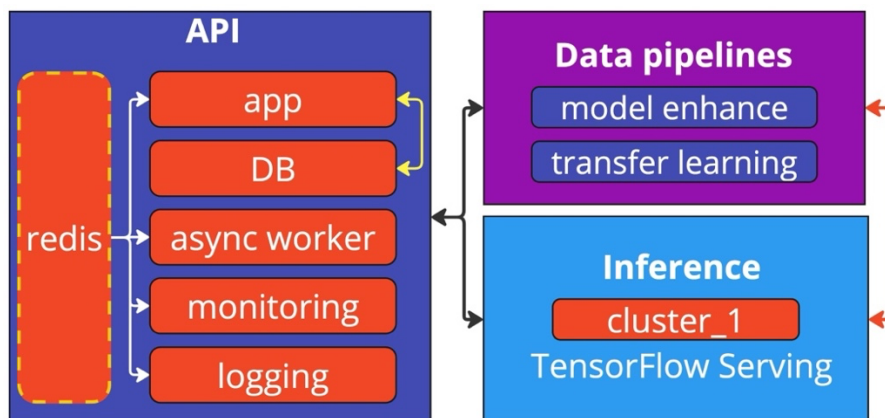 API
redis
app
DB
async worker
monitoring
logging
Data pipelines
model enhance
transfer learning
Inference
cluster_1
TensorFlow Serving